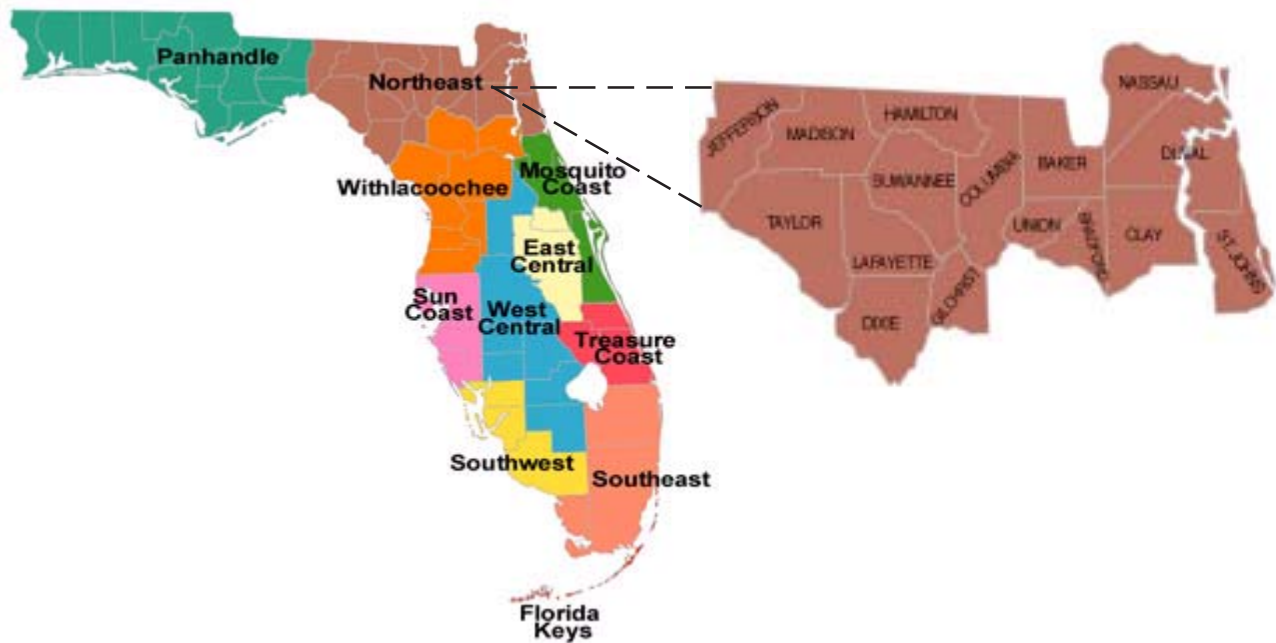 Panhandle
Northeast
Withlacoochee
Mosquito
Coast
East
Central
Sun
Coast
West
Central
Treasure
Coast
Southwest
Southeast
Florida
Keys
NASSAU
JEFFERSON
MADISON
HAMILTON
DUVAL
SUWANNEE
COLUMBIA
BAKER
TAYLOR
UNION
BRADFORD
CLAY
ST. JOHNS
LAFAYETTE
GILCHRIST
DIXIE